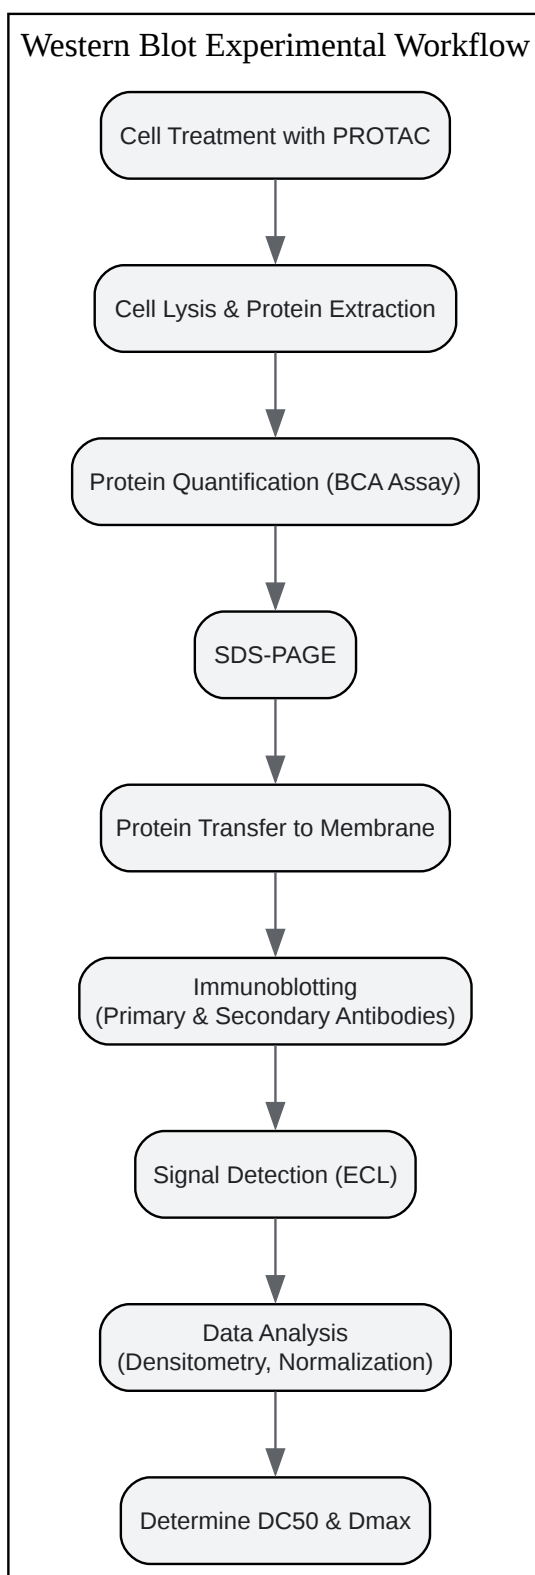 Western Blot Experimental Workflow
Cell Treatment with PROTAC
Cell Lysis & Protein Extraction
Protein Quantification (BCA Assay)
SDS-PAGE
Protein Transfer to Membrane
Immunoblotting
(Primary & Secondary Antibodies)
Signal Detection (ECL)
Data Analysis
(Densitometry, Normalization)
Determine DC50 & Dmax